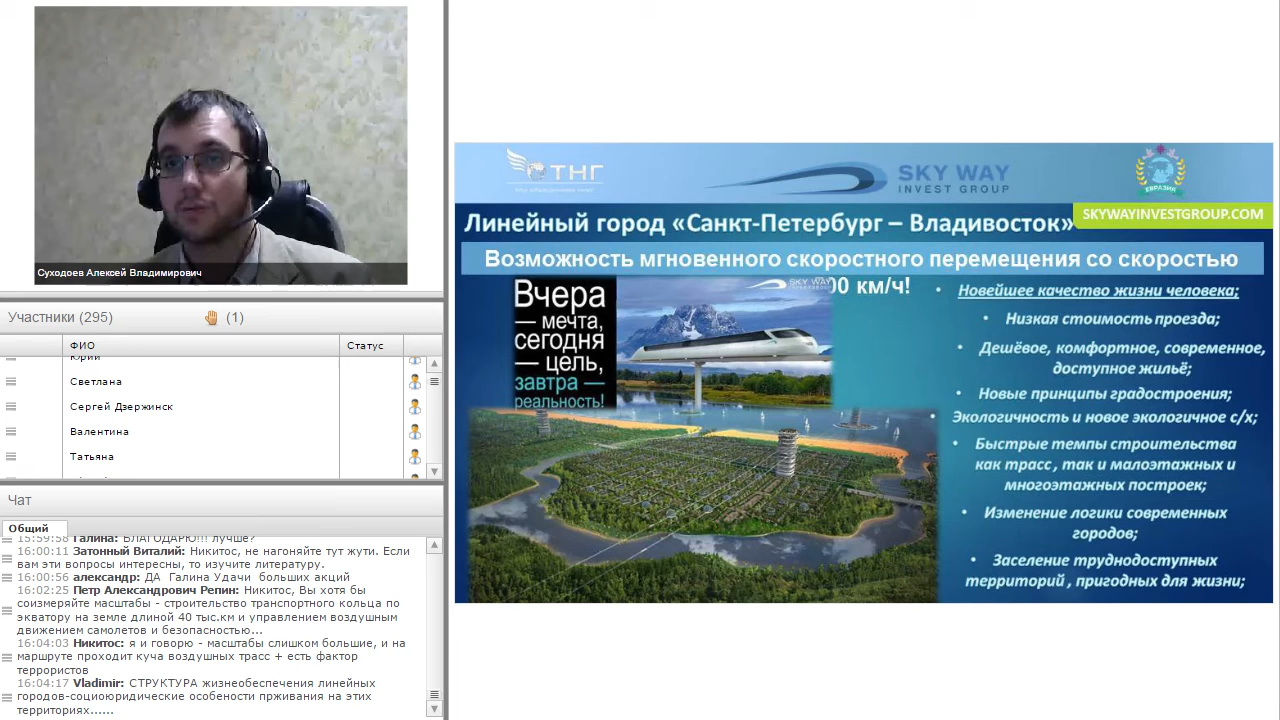 Суходоев Алексей Владимирович
Участники (295)
(1)
ФИО
Статус
Юрий
Светлана
Сергей Дзержинск
Валентина
Татьяна
Чат
Общий
15:59:58 Галина: БЛАГОДАРЮ!!! лучше?
16:00:11 Затонный Виталий: Никитос, не нагоняйте тут жути. Если
вам эти вопросы интересны, то изучите литературу.
16:00:56 александр: ДА Галина Удачи больших акций
16:02:25 Петр Александрович Репин: Никитос, Вы хотя бы
соизмеряйте масштабы - строительство транспортного кольца по
экватору на земле длиной 40 тыс.км и управлением воздушным
движением самолетов и безопасностью...
16:04:03 Никитос: я и говорю - масштабы слишком большие, и на
маршруте проходит куча воздушных трасс + есть фактор
террористов
16:04:17 Vladimir: СТРУКТУРА жизнеобеспечения линейных
городов-социоюридические особености прживания на этих
территориях......
ТНГ
SKY WAY
INVEST GROUP
ЕВРАЗИЯ
SKYWAYINVESTGROUP.COM
Линейный город «Санкт-Петербург – Владивосток»
Возможность мгновенного скоростного перемещения со скоростью
00 км/ч!
Вчера
— мечта,
сегодня
— цель,
завтра —
реальность!
SKY WAY
• Новейшее качество жизни человека;
• Низкая стоимость проезда;
• Дешёвое, комфортное, современное,
доступное жильё;
• Новые принципы градостроения;
• Экологичность и новое экологичное с/х;
• Быстрые темпы строительства
как трасс , так и малоэтажных и
многоэтажных построек;
• Изменение логики современных
городов;
• Заселение труднодоступных
территорий , пригодных для жизни;